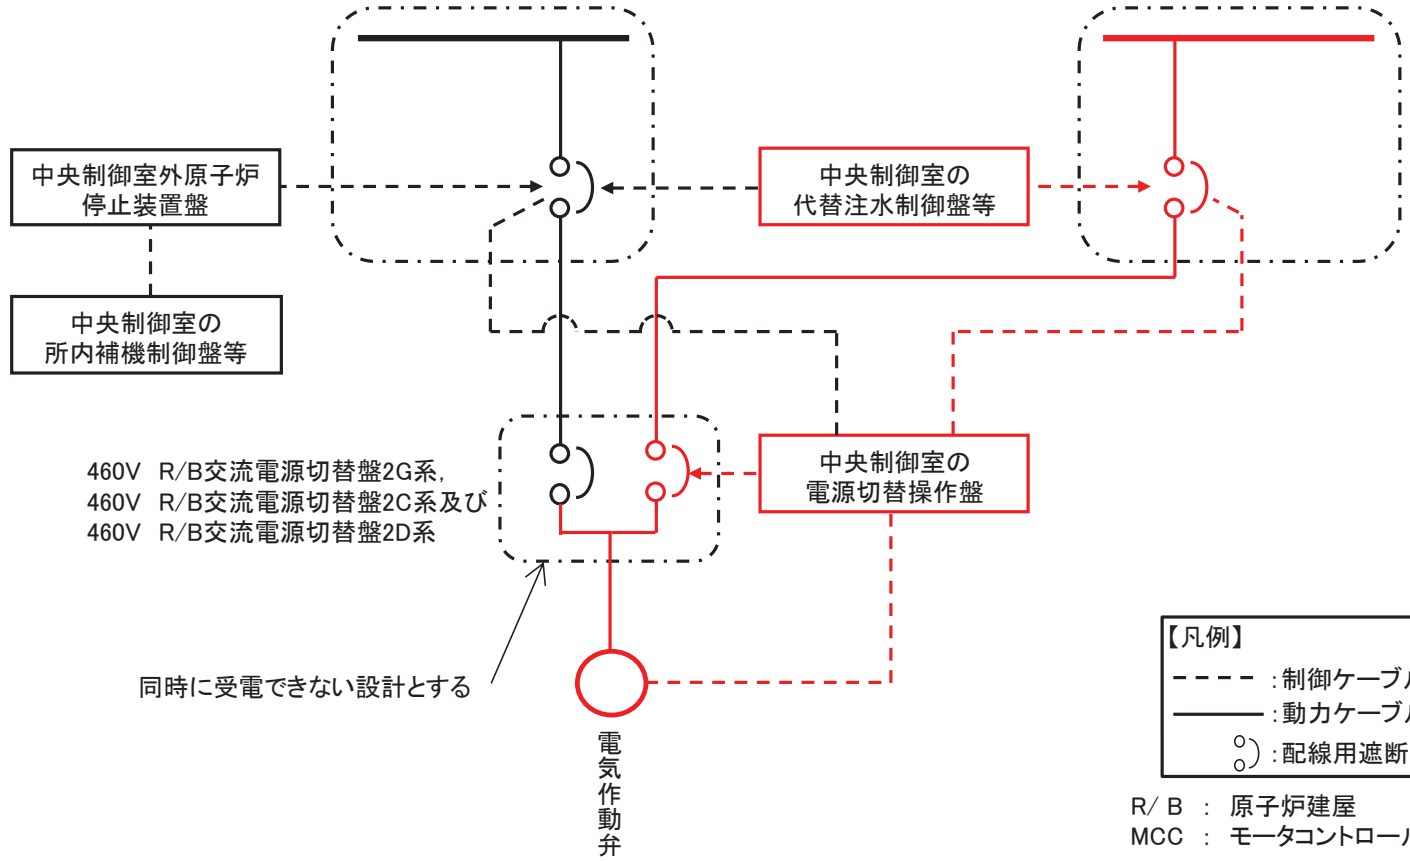 中央制御室外原子炉
停止装置盤
中央制御室の
代替注水制御盤等
中央制御室の
所内補機制御盤等
460V R/B交流電源切替盤2G系,
460V R/B交流電源切替盤2C系及び
460V R/B交流電源切替盤2D系
中央制御室の
電源切替操作盤
同時に受電できない設計とする
電気作動弁
【凡例】
:制御ケーブル
:動力ケーブル
:配線用遮断
R/B : 原子炉建屋
MCC : モータコントロール